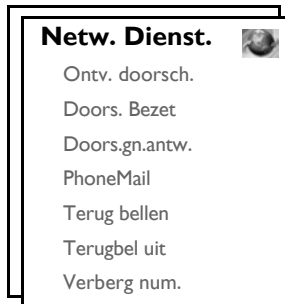 Netw. Dienst.
Ontv. doorsch.
Doors. Bezet
Doors.gn.antw.
PhoneMail
Terug bellen
Terugbel uit
Verberg num.